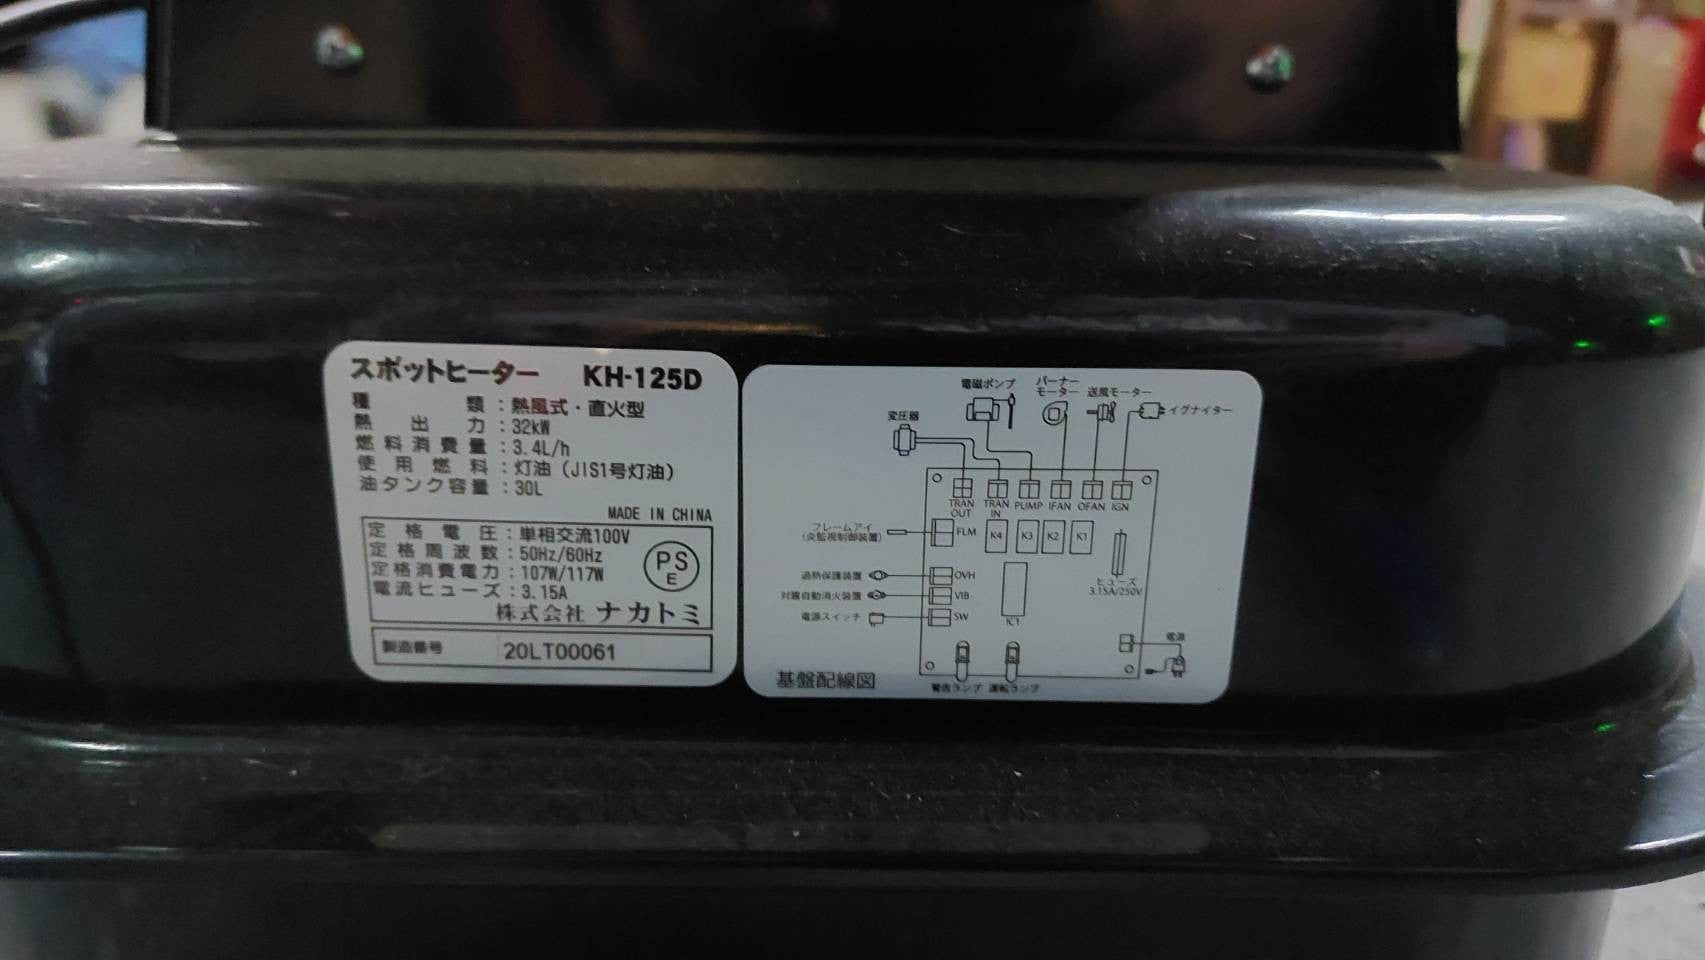 スポットヒーター KH-125D
種類：熱風式・直火型
熱出力：32kW
燃料消費量：3.4L/h
使用燃料：灯油（JIS1号灯油）
油タンク容量：30L
MADE IN CHINA
定格電圧：単相交流100V
定格周波数：50Hz/60Hz
定格消費電力：107W/117W
電流ヒューズ：3.15A
PS
E
株式会社 ナカトミ
製造番号 20LT00061
電磁ポンプ
バーナー
モーター
送風モーター
イグナイター
変圧器
TRAN
OUT
TRAN
IN
PUMP
IFAN
OFAN
IGN
フレームアイ
（炎監視制御装置）
FLM
K4
K3
K2
K1
過熱保護装置
OVH
対震自動消火装置
VIB
電源スイッチ
SW
IC1
ヒューズ
3.15A/250V
電源
警告ランプ
運転ランプ
基盤配線図